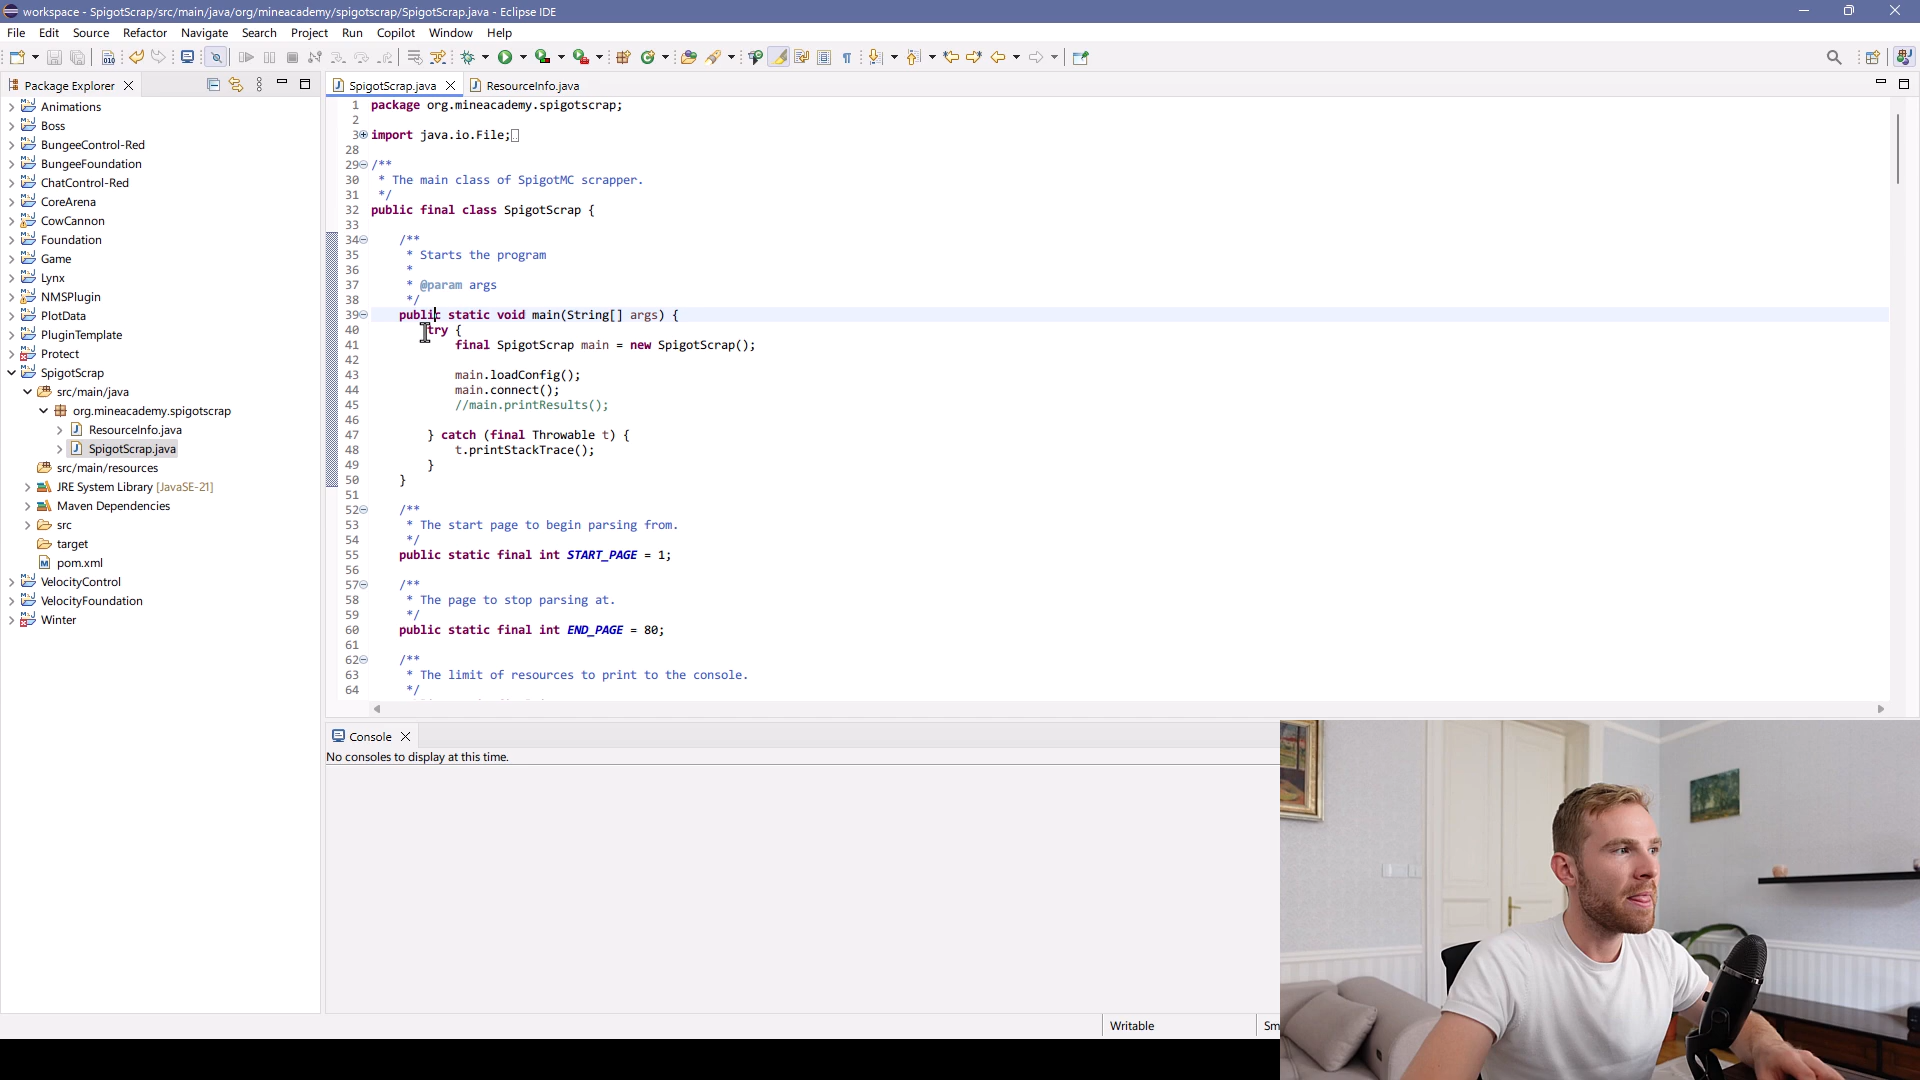 workspace - SpigotScrap/src/main/java/org/mineacademy/spigotscrap/SpigotScrap.java - Eclipse IDE
File Edit Source Refactor Navigate Search Project Run Copilot Window Help
Package Explorer
SpigotScrap.java
ResourceInfo.java
Animations
Boss
BungeeControl-Red
BungeeFoundation
ChatControl-Red
CoreArena
CowCannon
Foundation
Game
Lynx
NMSPlugin
PlotData
PluginTemplate
Protect
SpigotScrap
src/main/java
org.mineacademy.spigotscrap
ResourceInfo.java
SpigotScrap.java
src/main/resources
JRE System Library [JavaSE-21]
Maven Dependencies
src
target
pom.xml
VelocityControl
VelocityFoundation
Winter
1 package org.mineacademy.spigotscrap;
2
3 import java.io.File;
28
29 /**
30 * The main class of SpigotMC scrapper.
31 */
32 public final class SpigotScrap {
33
34 /**
35 * Starts the program
36 *
37 * @param args
38 */
39 public static void main(String[] args) {
40 try {
41 final SpigotScrap main = new SpigotScrap();
42
43 main.loadConfig();
44 main.connect();
45 //main.printResults();
46
47 } catch (final Throwable t) {
48 t.printStackTrace();
49 }
50 }
51
52 /**
53 * The start page to begin parsing from.
54 */
55 public static final int START_PAGE = 1;
56
57 /**
58 * The page to stop parsing at.
59 */
60 public static final int END_PAGE = 80;
61
62 /**
63 * The limit of resources to print to the console.
64 */
Console
No consoles to display at this time.
Writable
Sm